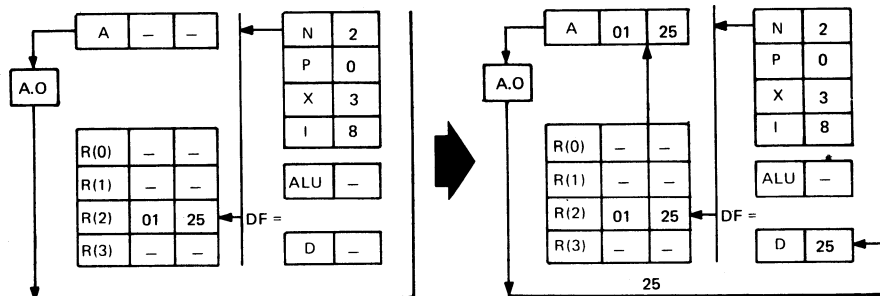 A – –
A.O
N 2
P 0
X 3
I 8
R(0) – –
R(1) – –
R(2) 01 25
R(3) – –
ALU –
DF =
D –
A 01 25
A.O
N 2
P 0
X 3
I 8
R(0) – –
R(1) – –
R(2) 01 25
R(3) – –
ALU –
DF =
D 25
25